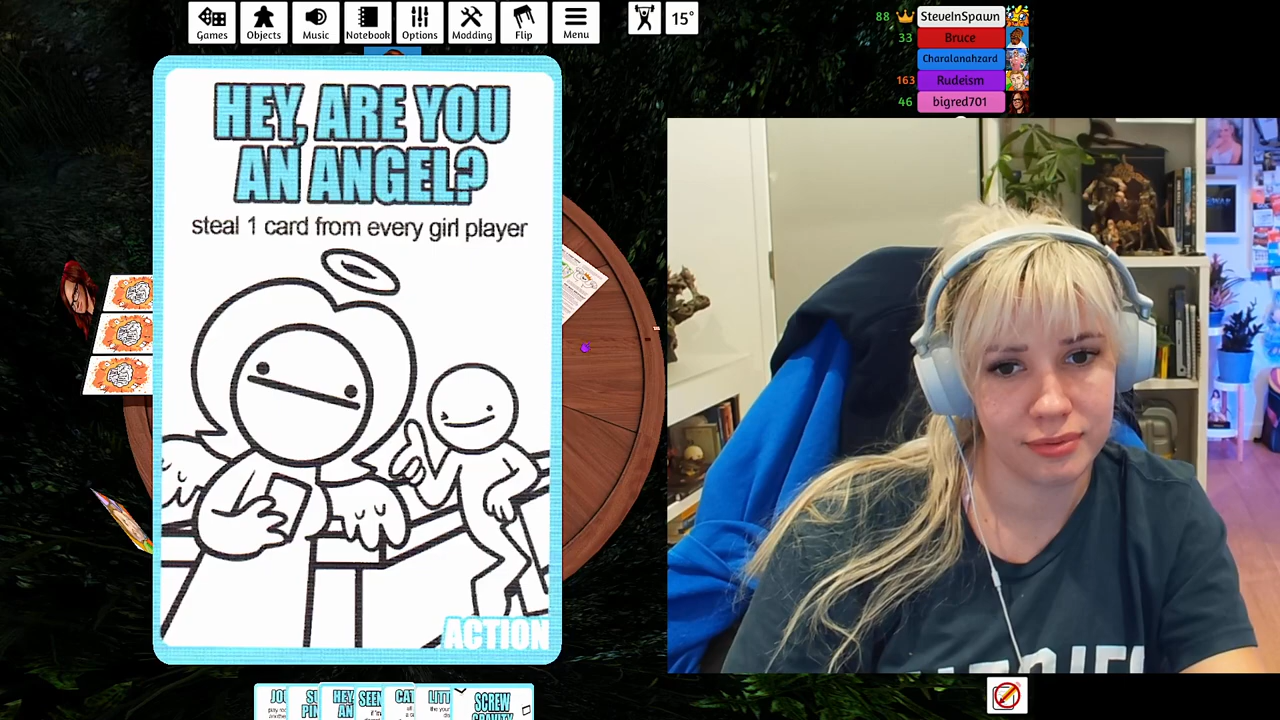 Games
Objects
Music
Notebook
Options
Modding
Flip
Menu
15°
88 SteveInSpawn
33 Bruce
Charalanahzard
163 Rudeism
46 bigred701
HEY, ARE YOU
AN ANGEL?
steal 1 card from every girl player
ACTION
SCREW
GRAVITY